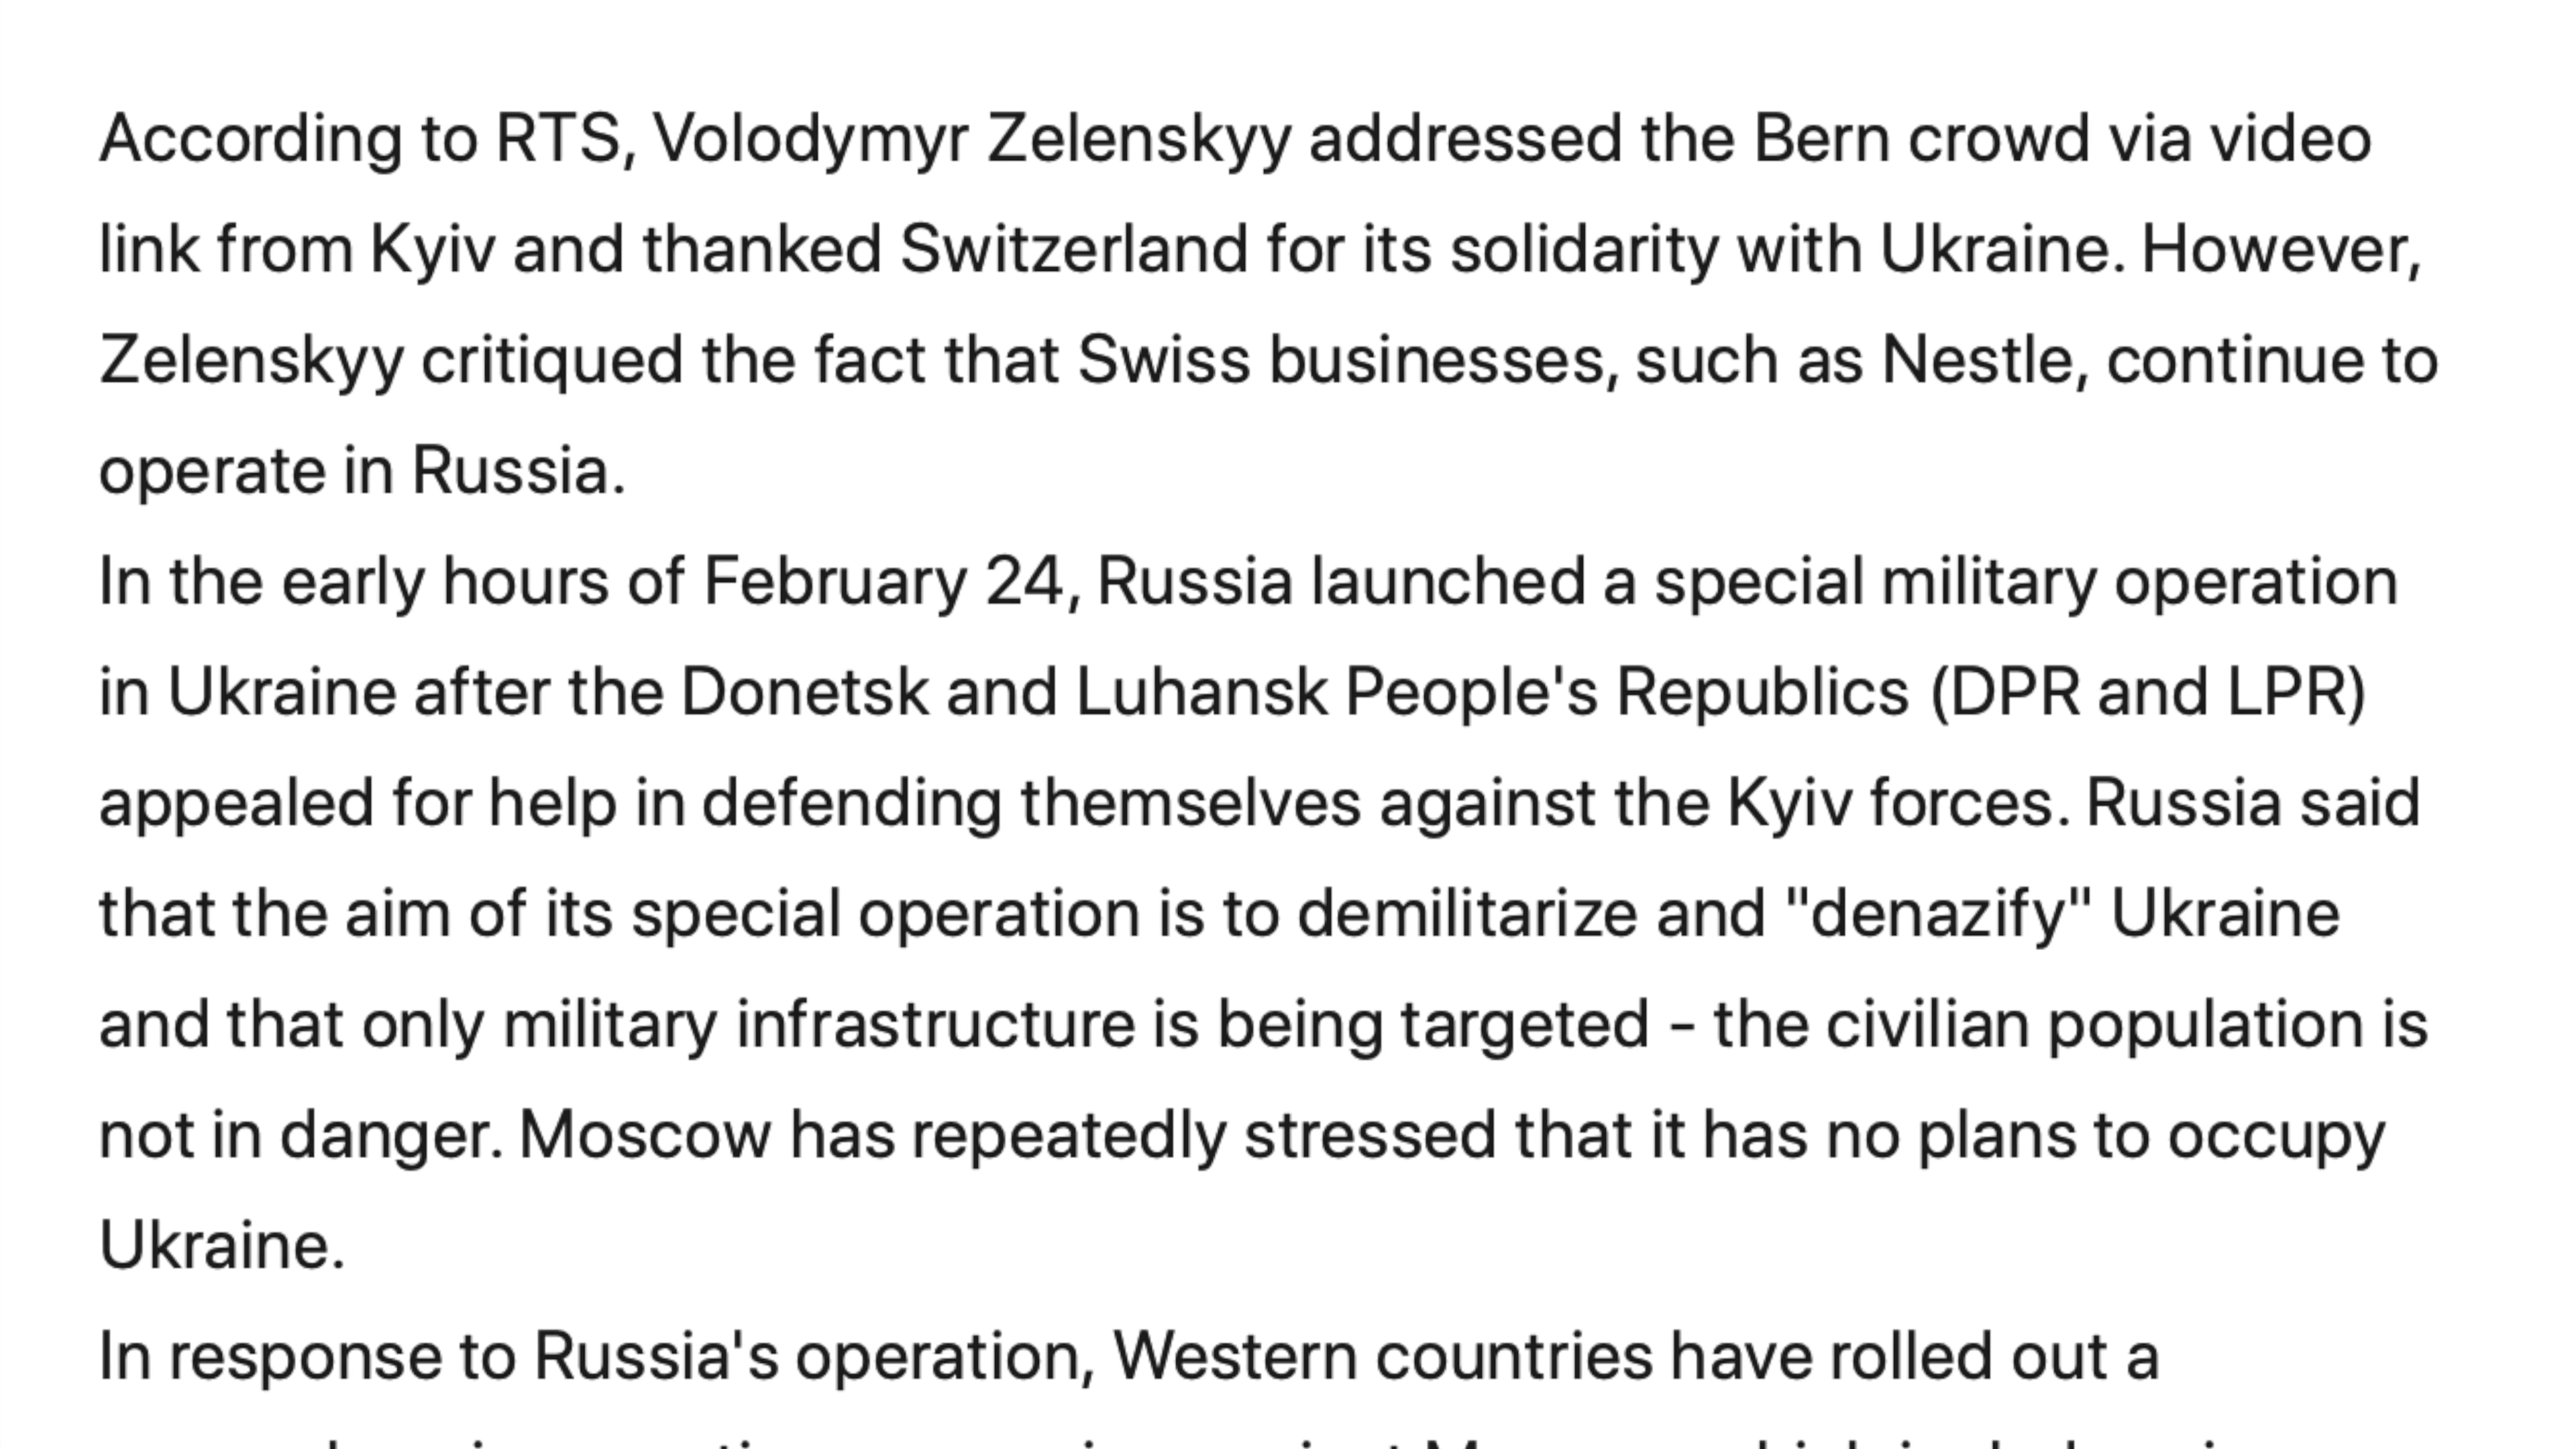 According to RTS, Volodymyr Zelenskyy addressed the Bern crowd via video
link from Kyiv and thanked Switzerland for its solidarity with Ukraine. However,
Zelenskyy critiqued the fact that Swiss businesses, such as Nestle, continue to
operate in Russia.
In the early hours of February 24, Russia launched a special military operation
in Ukraine after the Donetsk and Luhansk People's Republics (DPR and LPR)
appealed for help in defending themselves against the Kyiv forces. Russia said
that the aim of its special operation is to demilitarize and "denazify" Ukraine
and that only military infrastructure is being targeted - the civilian population is
not in danger. Moscow has repeatedly stressed that it has no plans to occupy
Ukraine.
In response to Russia's operation, Western countries have rolled out a